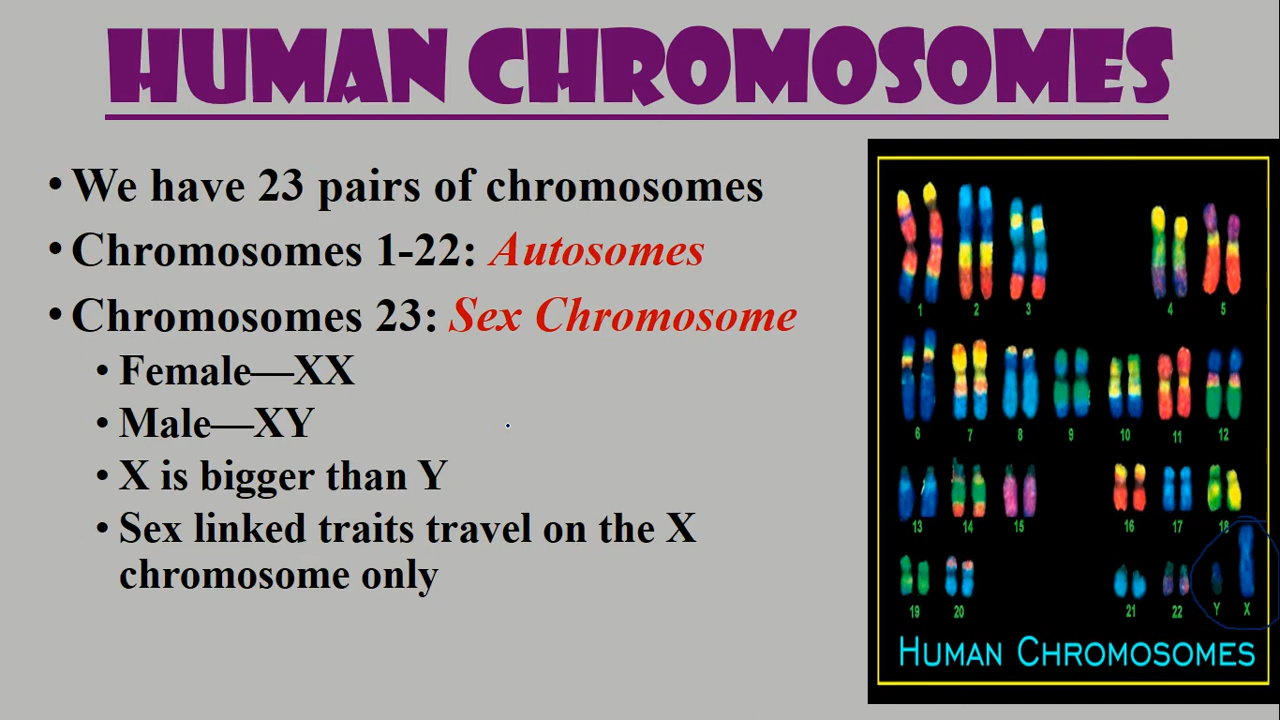 HUMAN CHROMOSOMES
• We have 23 pairs of chromosomes
• Chromosomes 1-22: Autosomes
• Chromosomes 23: Sex Chromosome
• Female—XX
• Male—XY
• X is bigger than Y
• Sex linked traits travel on the X
chromosome only
1 2 3 4 5
6 7 8 9 10 11 12
13 14 15 16 17 18
19 20 21 22 Y X
HUMAN CHROMOSOMES